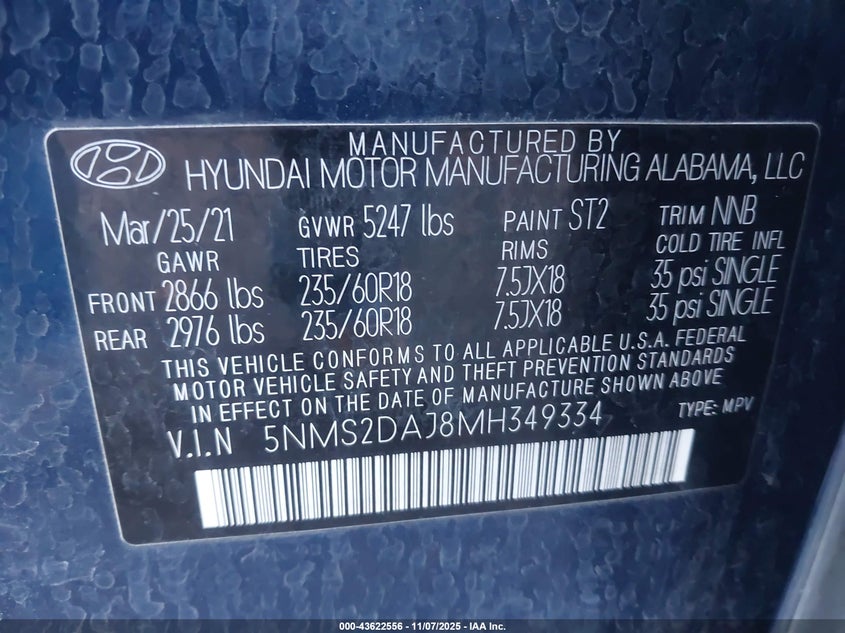 MANUFACTURED BY
HYUNDAI MOTOR MANUFACTURING ALABAMA, LLC
Mar/25/21 GVWR 5247 lbs PAINT ST2 TRIM NNB
GAWR TIRES RIMS COLD TIRE INFL
FRONT 2866 lbs 235/60R18 7.5JX18 35 psi SINGLE
REAR 2976 lbs 235/60R18 7.5JX18 35 psi SINGLE
THIS VEHICLE CONFORMS TO ALL APPLICABLE U.S.A. FEDERAL
MOTOR VEHICLE SAFETY AND THEFT PREVENTION STANDARDS
IN EFFECT ON THE DATE OF MANUFACTURE SHOWN ABOVE
V.I.N 5NMS2DAJ8MH349334 TYPE: MPV
000-43622556 - 11/07/2025 - IAA Inc.